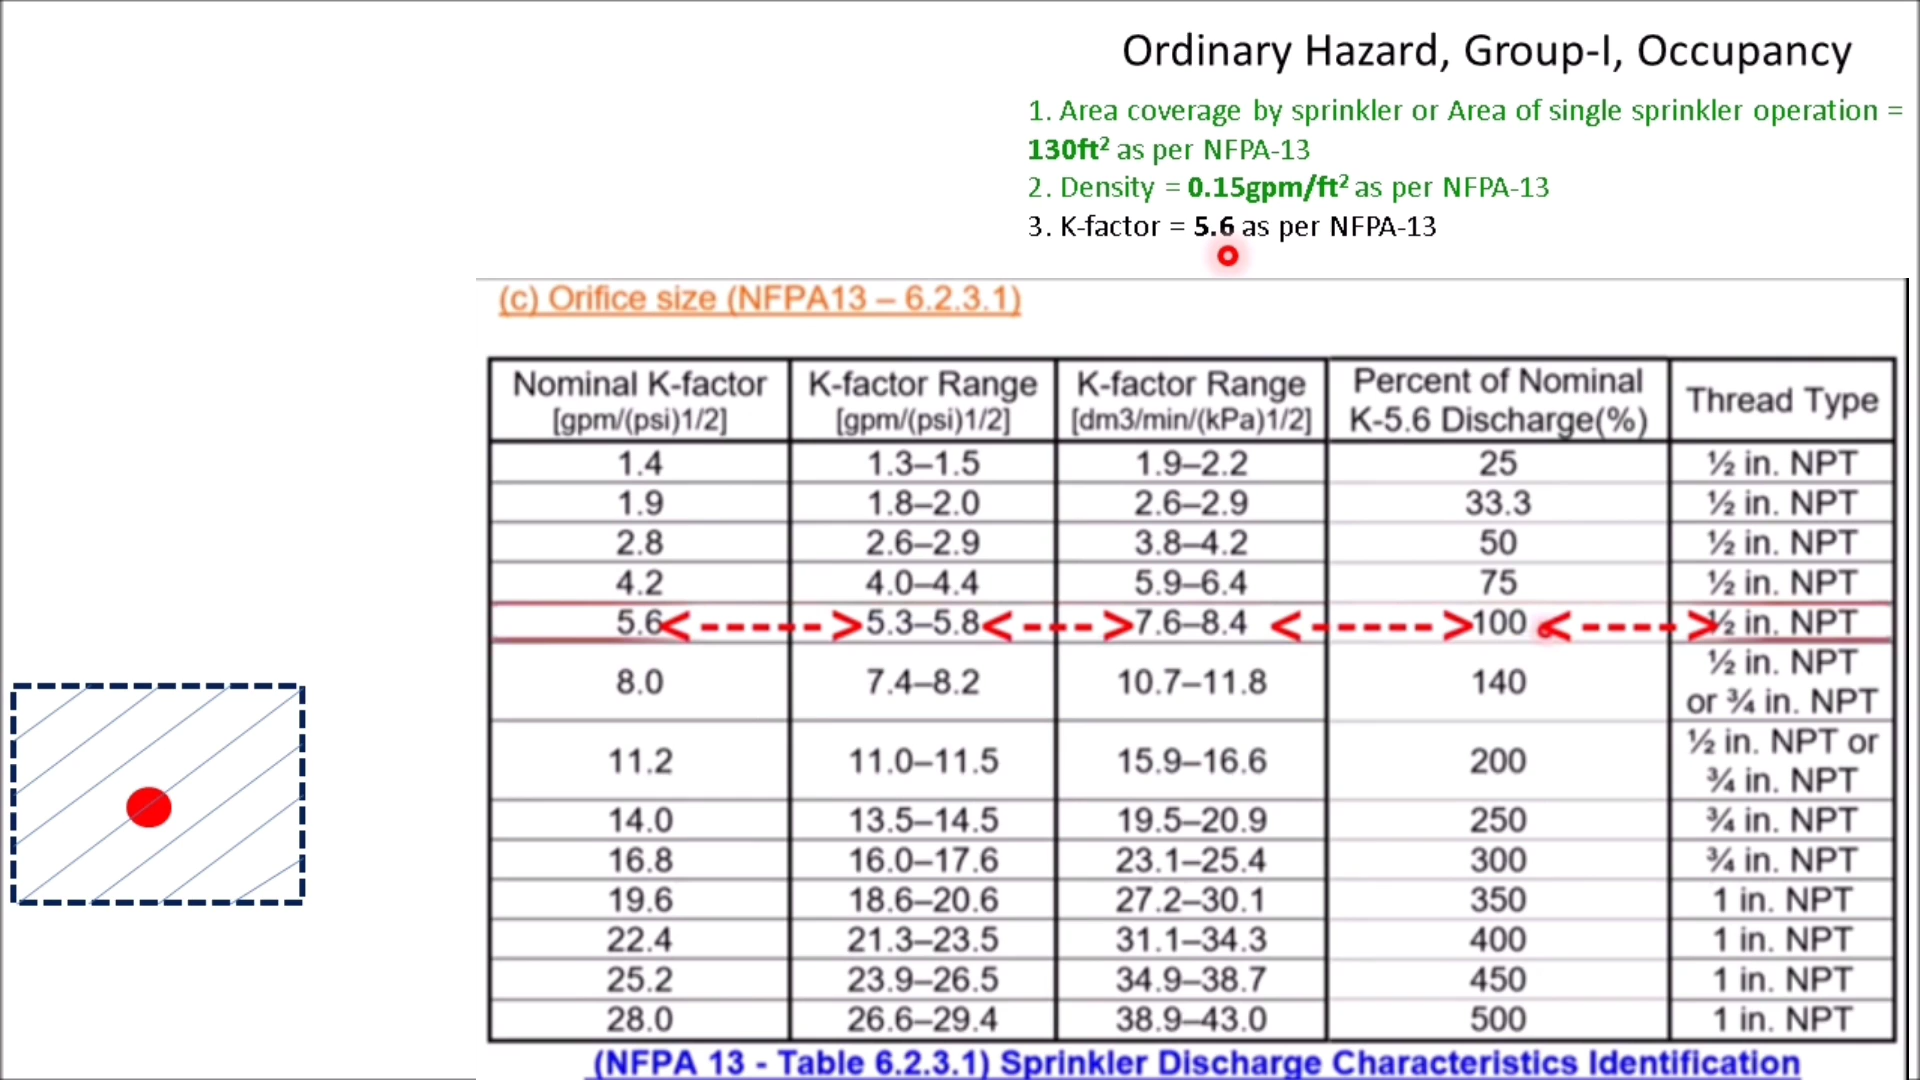 Ordinary Hazard, Group-I, Occupancy
1. Area coverage by sprinkler or Area of single sprinkler operation =
130ft² as per NFPA-13
2. Density = 0.15gpm/ft² as per NFPA-13
3. K-factor = 5.6 as per NFPA-13
(c) Orifice size (NFPA13 – 6.2.3.1)
Nominal K-factor [gpm/(psi)1/2] K-factor Range [gpm/(psi)1/2] K-factor Range [dm3/min/(kPa)1/2] Percent of Nominal K-5.6 Discharge(%) Thread Type
1.4 1.3–1.5 1.9–2.2 25 ½ in. NPT
1.9 1.8–2.0 2.6–2.9 33.3 ½ in. NPT
2.8 2.6–2.9 3.8–4.2 50 ½ in. NPT
4.2 4.0–4.4 5.9–6.4 75 ½ in. NPT
5.6 5.3–5.8 7.6–8.4 100 ½ in. NPT
8.0 7.4–8.2 10.7–11.8 140 ½ in. NPT or ¾ in. NPT
11.2 11.0–11.5 15.9–16.6 200 ½ in. NPT or ¾ in. NPT
14.0 13.5–14.5 19.5–20.9 250 ¾ in. NPT
16.8 16.0–17.6 23.1–25.4 300 ¾ in. NPT
19.6 18.6–20.6 27.2–30.1 350 1 in. NPT
22.4 21.3–23.5 31.1–34.3 400 1 in. NPT
25.2 23.9–26.5 34.9–38.7 450 1 in. NPT
28.0 26.6–29.4 38.9–43.0 500 1 in. NPT
(NFPA 13 - Table 6.2.3.1) Sprinkler Discharge Characteristics Identification